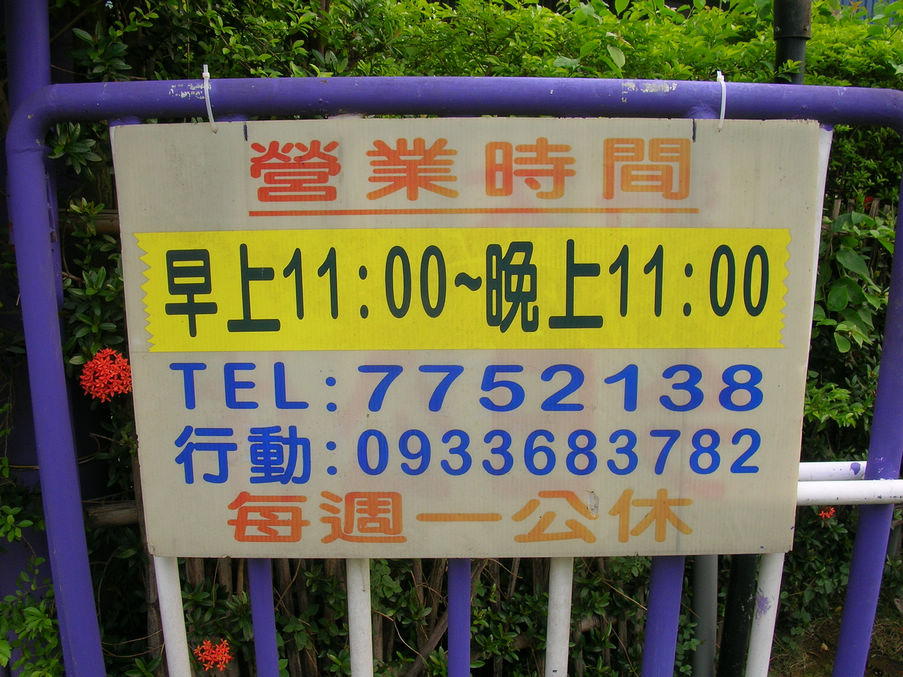 營業時間
早上11:00~晚上11:00
TEL:7752138
行動:0933683782
每週一公休